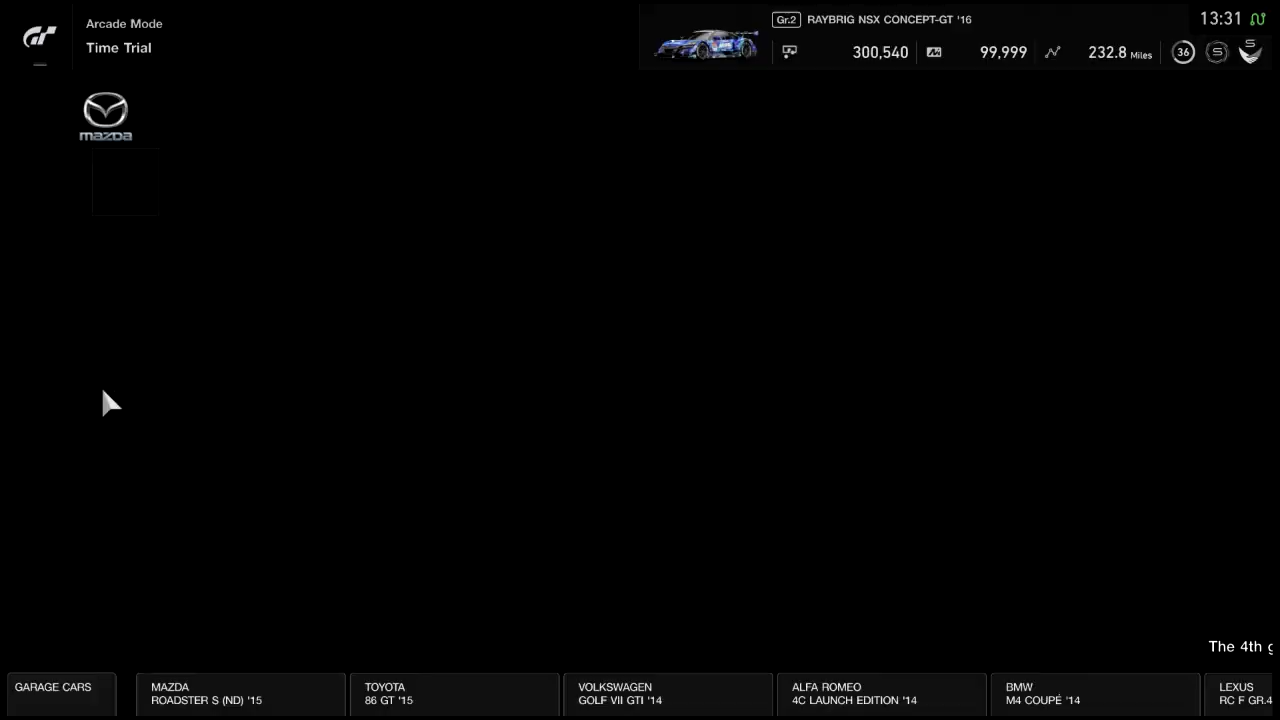 Arcade Mode
Time Trial
Gr.2 RAYBRIG NSX CONCEPT-GT '16
300,540 99,999 232.8 Miles 36 S S
13:31
mazda
The 4th g
GARAGE CARS
MAZDA
ROADSTER S (ND) '15
TOYOTA
86 GT '15
VOLKSWAGEN
GOLF VII GTI '14
ALFA ROMEO
4C LAUNCH EDITION '14
BMW
M4 COUPÉ '14
LEXUS
RC F GR.4